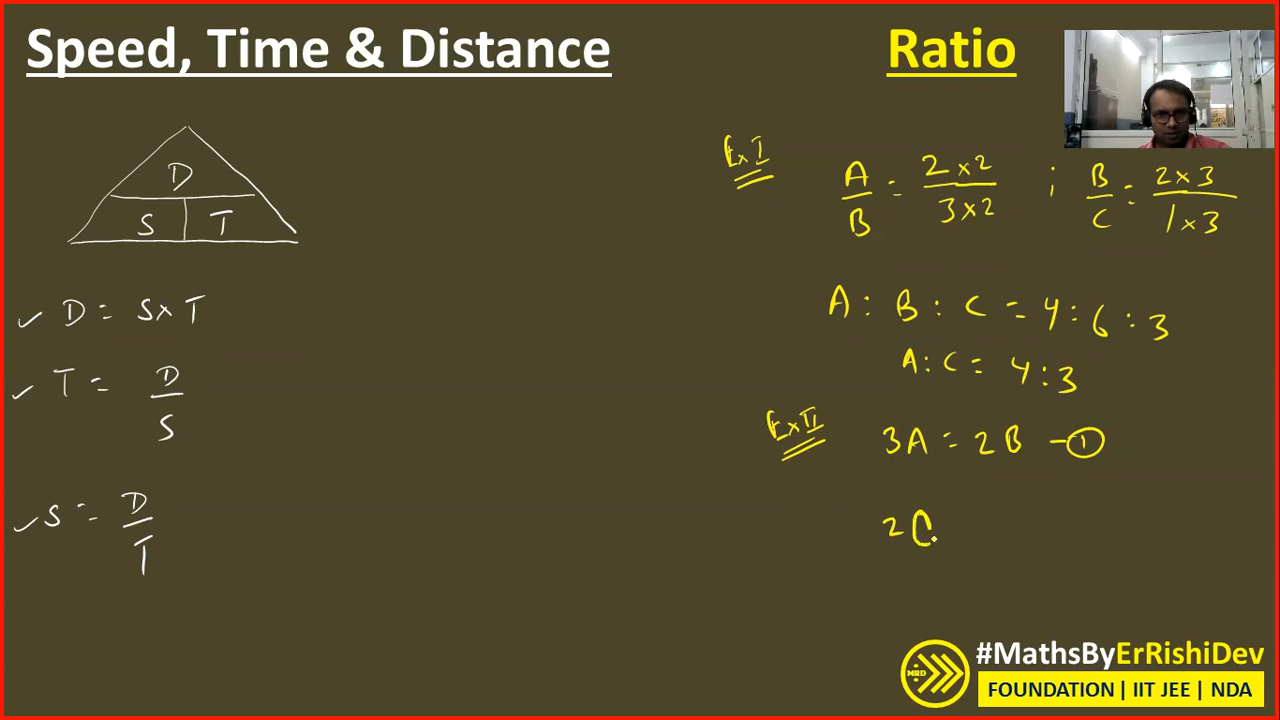 Speed, Time & Distance
Ratio
D
S T
✓ D = S x T
✓ T = D/S
✓ S = D/T
Ex I
A/B = 2 x 2/3 x 2 ; B/C = 2 x 3/1 x 3
A : B : C = 4 : 6 : 3
A : C = 4 : 3
Ex II
3A = 2B - ①
2C
#MathsByErRishiDev
MRD
FOUNDATION | IIT JEE | NDA